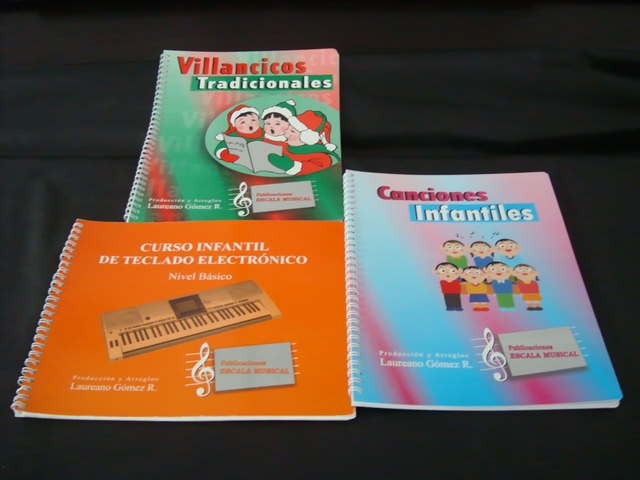 Villancicos
Tradicionales
Producción y Arreglos
Laureano Gómez R.
Publicaciones
ESCALA MUSICAL
CURSO INFANTIL
DE TECLADO ELECTRÓNICO
Nivel Básico
Producción y Arreglos
Laureano Gómez R.
Publicaciones
ESCALA MUSICAL
Canciones
Infantiles
Producción y Arreglos
Laureano Gómez R.
Publicaciones
ESCALA MUSICAL